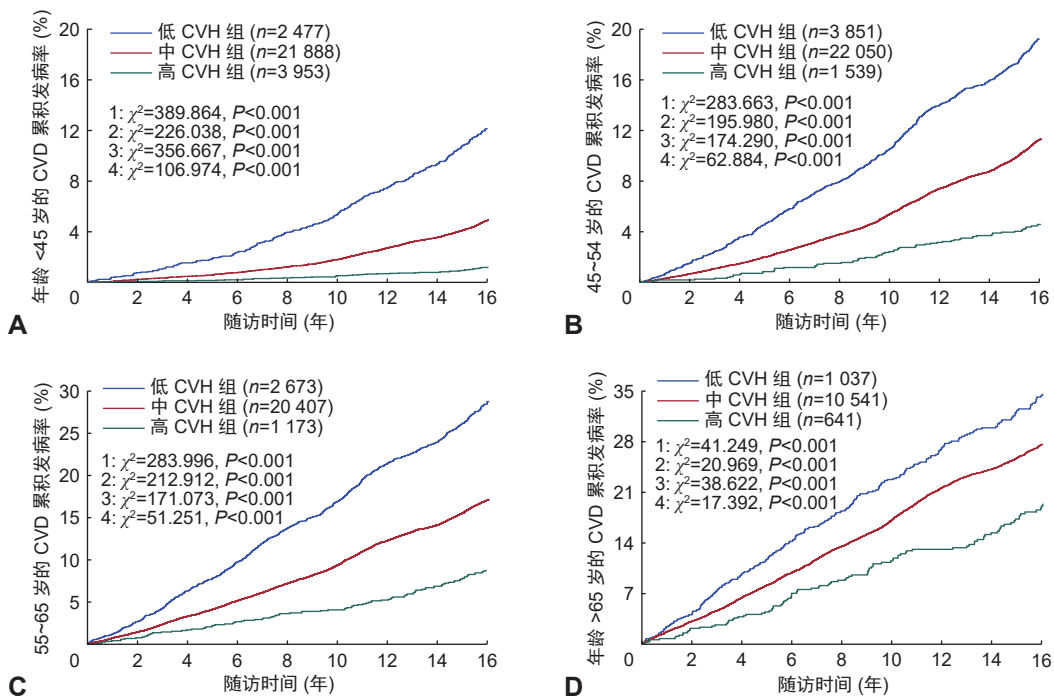 年龄 <45 岁的 CVD 累积发病率 (%)
20
16
12
8
4
0
低 CVH 组 (n=2 477)
中 CVH 组 (n=21 888)
高 CVH 组 (n=3 953)
1: χ²=389.864, P<0.001
2: χ²=226.038, P<0.001
3: χ²=356.667, P<0.001
4: χ²=106.974, P<0.001
0 2 4 6 8 10 12 14 16
随访时间 (年)
A
45~54 岁的 CVD 累积发病率 (%)
20
16
12
8
4
0
低 CVH 组 (n=3 851)
中 CVH 组 (n=22 050)
高 CVH 组 (n=1 539)
1: χ²=283.663, P<0.001
2: χ²=195.980, P<0.001
3: χ²=174.290, P<0.001
4: χ²=62.884, P<0.001
0 2 4 6 8 10 12 14 16
随访时间 (年)
B
55~65 岁的 CVD 累积发病率 (%)
30
25
20
15
10
5
0
低 CVH 组 (n=2 673)
中 CVH 组 (n=20 407)
高 CVH 组 (n=1 173)
1: χ²=283.996, P<0.001
2: χ²=212.912, P<0.001
3: χ²=171.073, P<0.001
4: χ²=51.251, P<0.001
2 4 6 8 10 12 14 16
随访时间 (年)
C
年龄 >65 岁的 CVD 累积发病率 (%)
35
28
21
14
7
0
低 CVH 组 (n=1 037)
中 CVH 组 (n=10 541)
高 CVH 组 (n=641)
1: χ²=41.249, P<0.001
2: χ²=20.969, P<0.001
3: χ²=38.622, P<0.001
4: χ²=17.392, P<0.001
0 2 4 6 8 10 12 14 16
随访时间 (年)
D